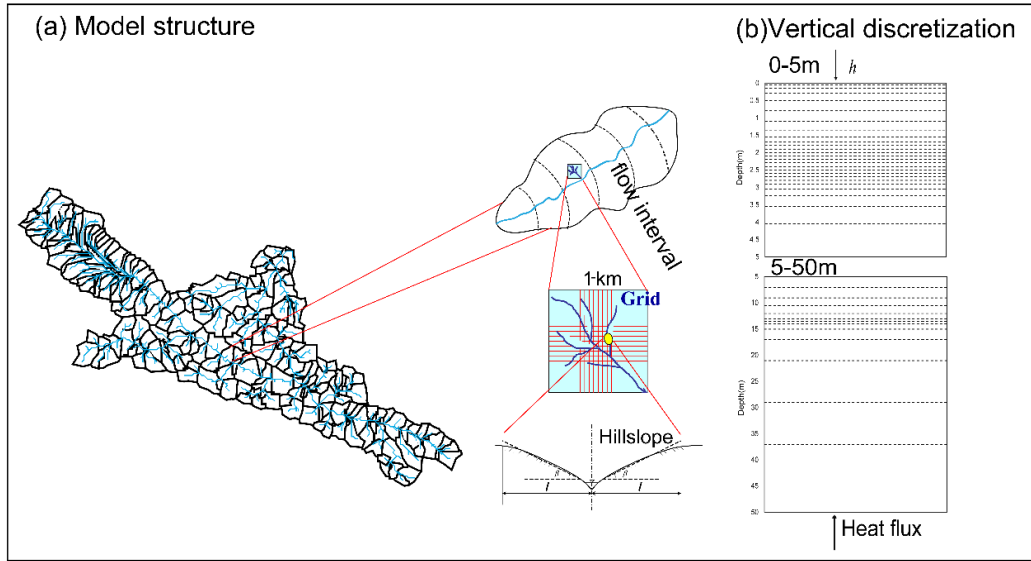 (a) Model structure
flow interval
1-km
Grid
Hillslope
β
β
l
l
(b)Vertical discretization
0-5m
h
0
0.5
1
1.5
2
2.5
3
3.5
4
4.5
5
Depth(m)
5-50m
5
10
15
20
25
30
35
40
45
50
Depth(m)
Heat flux